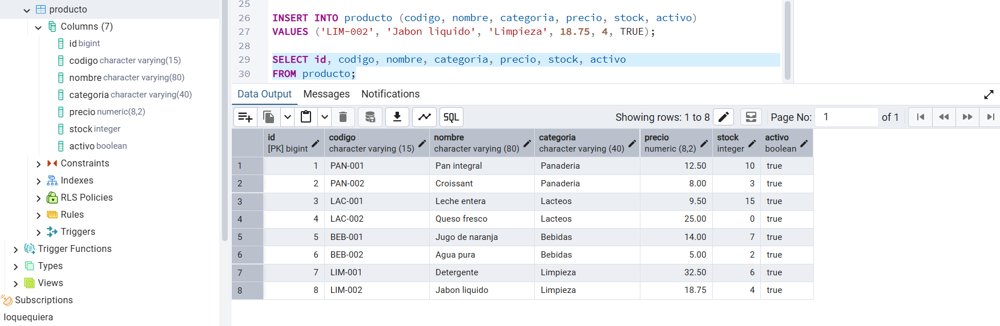 producto
Columns (7)
id bigint
codigo character varying(15)
nombre character varying(80)
categoria character varying(40)
precio numeric(8,2)
stock integer
activo boolean
Constraints
Indexes
RLS Policies
Rules
Triggers
Trigger Functions
Types
Views
Subscriptions
loquequiera
25
26 INSERT INTO producto (codigo, nombre, categoria, precio, stock, activo)
27 VALUES ('LIM-002', 'Jabon liquido', 'Limpieza', 18.75, 4, TRUE);
28
29 SELECT id, codigo, nombre, categoria, precio, stock, activo
30 FROM producto;
Data Output Messages Notifications
SQL Showing rows: 1 to 8 Page No: 1 of 1
id codigo nombre categoria precio stock activo
[PK] bigint character varying (15) character varying (80) character varying (40) numeric (8,2) integer boolean
1 1 PAN-001 Pan integral Panaderia 12.50 10 true
2 2 PAN-002 Croissant Panaderia 8.00 3 true
3 3 LAC-001 Leche entera Lacteos 9.50 15 true
4 4 LAC-002 Queso fresco Lacteos 25.00 0 true
5 5 BEB-001 Jugo de naranja Bebidas 14.00 7 true
6 6 BEB-002 Agua pura Bebidas 5.00 2 true
7 7 LIM-001 Detergente Limpieza 32.50 6 true
8 8 LIM-002 Jabon liquido Limpieza 18.75 4 true